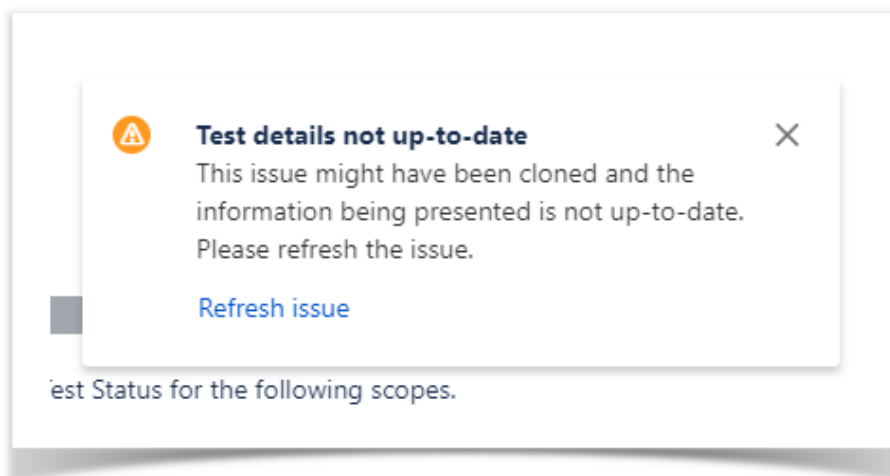 Test details not up-to-date
This issue might have been cloned and the
information being presented is not up-to-date.
Please refresh the issue.
Refresh issue
est Status for the following scopes.